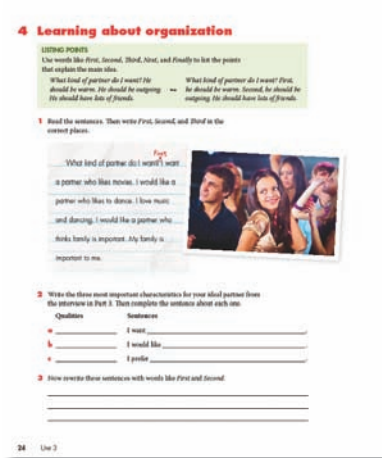 4 Learning about organization
LISTING POINTS
Use words like First, Second, Third, Next, and Finally to list the points
that explain the main idea.
What kind of partner do I want? He
should be warm. He should be outgoing.
He should have lots of friends.
What kind of partner do I want? First,
he should be warm. Second, he should be
outgoing. He should have lots of friends.
1 Read the sentences. Then write First, Second, and Third in the
correct places.
First
What kind of partner do I want? I want
a partner who likes movies. I would like a
partner who likes to dance. I love music
and dancing. I would like a partner who
thinks family is important. My family is
important to me.
2 Write the three most important characteristics for your ideal partner from
the interview in Part 3. Then complete the sentence about each one.
Qualities Sentences
a I want .
b I would like .
c I prefer .
3 Now rewrite these sentences with words like First and Second.
24 Unit 3